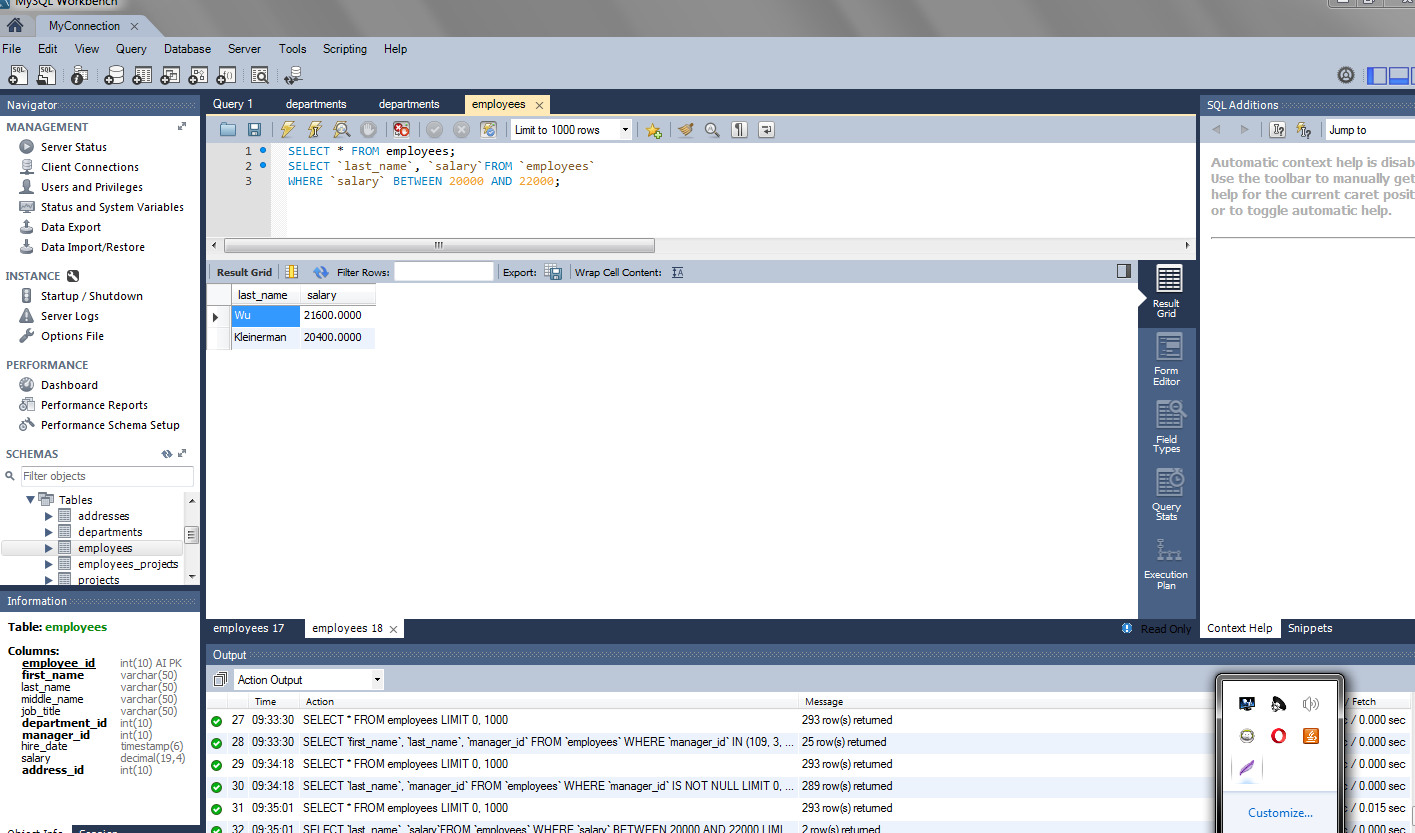 MySQL Workbench
MyConnection
File Edit View Query Database Server Tools Scripting Help
Navigator
MANAGEMENT
Server Status
Client Connections
Users and Privileges
Status and System Variables
Data Export
Data Import/Restore
INSTANCE
Startup / Shutdown
Server Logs
Options File
PERFORMANCE
Dashboard
Performance Reports
Performance Schema Setup
SCHEMAS
Filter objects
Tables
addresses
departments
employees
employees_projects
projects
Information
Table: employees
Columns:
employee_id int(10) AI PK
first_name varchar(50)
last_name varchar(50)
middle_name varchar(50)
job_title varchar(50)
department_id int(10)
manager_id int(10)
hire_date timestamp(6)
salary decimal(19,4)
address_id int(10)
Object Info Session
Query 1 departments departments employees
Limit to 1000 rows
1 SELECT * FROM employees;
2 SELECT `last_name`, `salary`FROM `employees`
3 WHERE `salary` BETWEEN 20000 AND 22000;
Result Grid Filter Rows: Export: Wrap Cell Content:
last_name salary
Wu 21600.0000
Kleinerman 20400.0000
Result
Grid
Form
Editor
Field
Types
Query
Stats
Execution
Plan
employees 17 employees 18 Read Only
SQL Additions
Jump to
Automatic context help is disab
Use the toolbar to manually get
help for the current caret posit
or to toggle automatic help.
Context Help Snippets
Output
Action Output
Time Action Message / Fetch
27 09:33:30 SELECT * FROM employees LIMIT 0, 1000 293 row(s) returned c / 0.000 sec
28 09:33:30 SELECT `first_name`, `last_name`, `manager_id` FROM `employees` WHERE `manager_id` IN (109, 3, ... 25 row(s) returned c / 0.000 sec
29 09:34:18 SELECT * FROM employees LIMIT 0, 1000 293 row(s) returned c / 0.000 sec
30 09:34:18 SELECT `last_name`, `manager_id` FROM `employees` WHERE `manager_id` IS NOT NULL LIMIT 0, ... 289 row(s) returned c / 0.000 sec
31 09:35:01 SELECT * FROM employees LIMIT 0, 1000 293 row(s) returned c / 0.015 sec
32 09:35:01 SELECT `last_name`, `salary`FROM `employees` WHERE `salary` BETWEEN 20000 AND 22000 LIMI... 2 row(s) returned c / 0.000 sec
Customize...